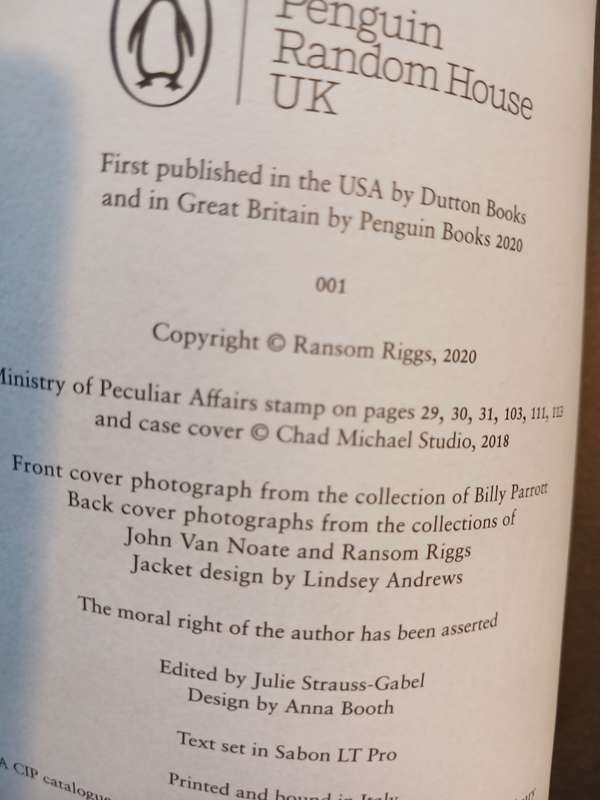 Penguin
Random House
UK
First published in the USA by Dutton Books
and in Great Britain by Penguin Books 2020
001
Copyright © Ransom Riggs, 2020
Ministry of Peculiar Affairs stamp on pages 29, 30, 31, 103, 111, 113
and case cover © Chad Michael Studio, 2018
Front cover photograph from the collection of Billy Parrott
Back cover photographs from the collections of
John Van Noate and Ransom Riggs
Jacket design by Lindsey Andrews
The moral right of the author has been asserted
Edited by Julie Strauss-Gabel
Design by Anna Booth
Text set in Sabon LT Pro
Printed and bound in Italy
A CIP catalogue